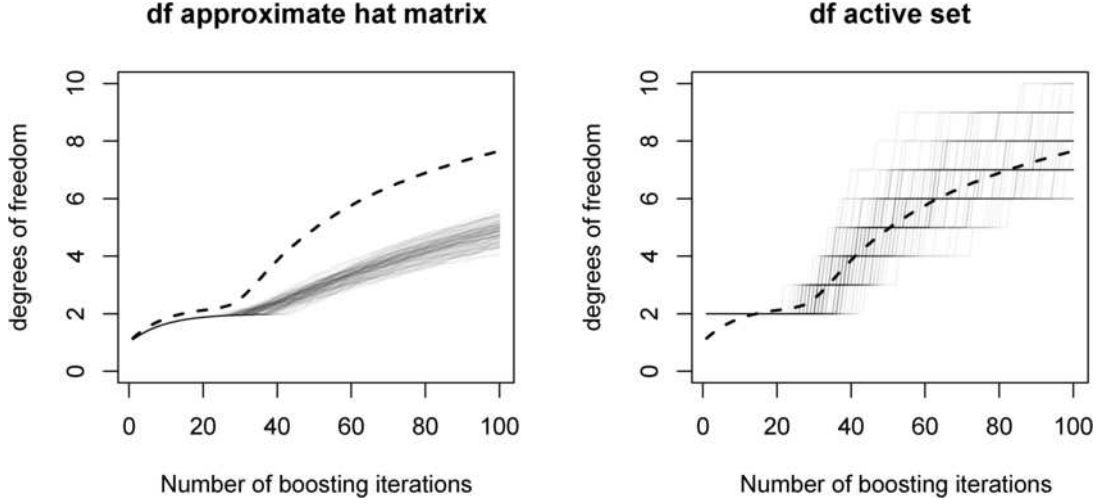 df approximate hat matrix
degrees of freedom
10
8
6
4
2
0
0 20 40 60 80 100
Number of boosting iterations
df active set
degrees of freedom
10
8
6
4
2
0
0 20 40 60 80 100
Number of boosting iterations